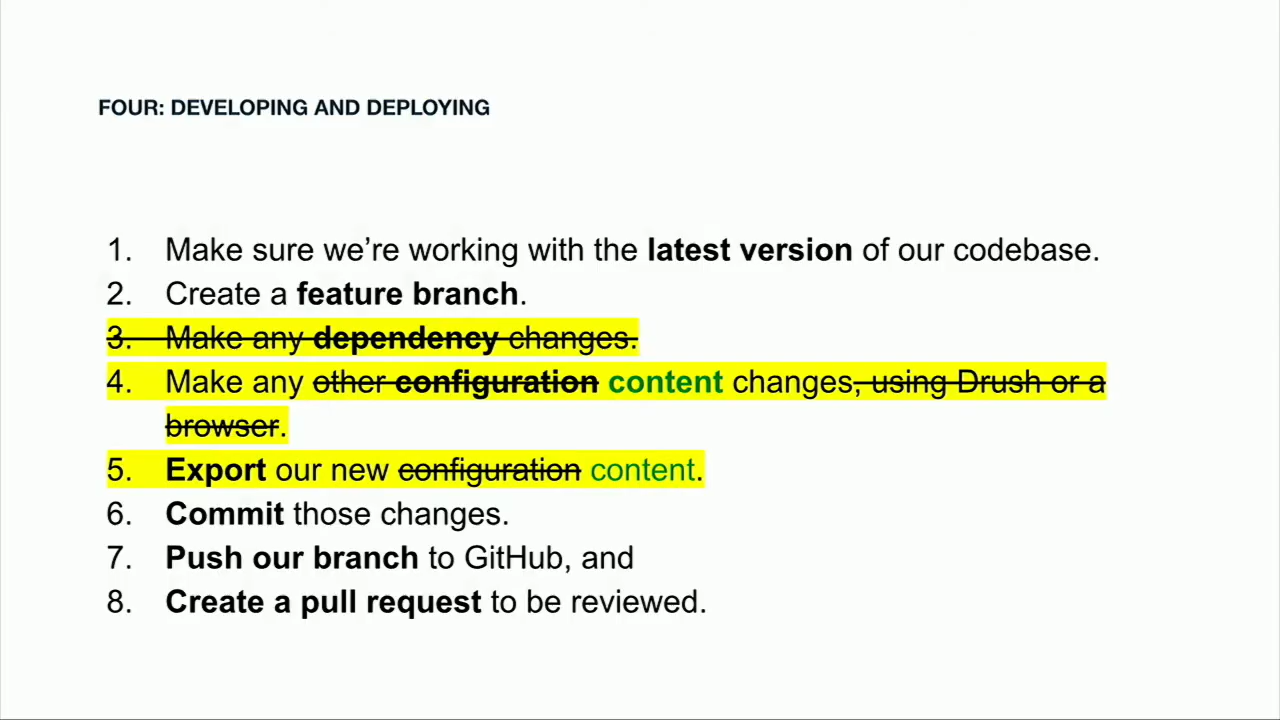 FOUR: DEVELOPING AND DEPLOYING
1. Make sure we’re working with the latest version of our codebase.
2. Create a feature branch.
3. Make any dependency changes.
4. Make any other configuration content changes, using Drush or a
browser.
5. Export our new configuration content.
6. Commit those changes.
7. Push our branch to GitHub, and
8. Create a pull request to be reviewed.